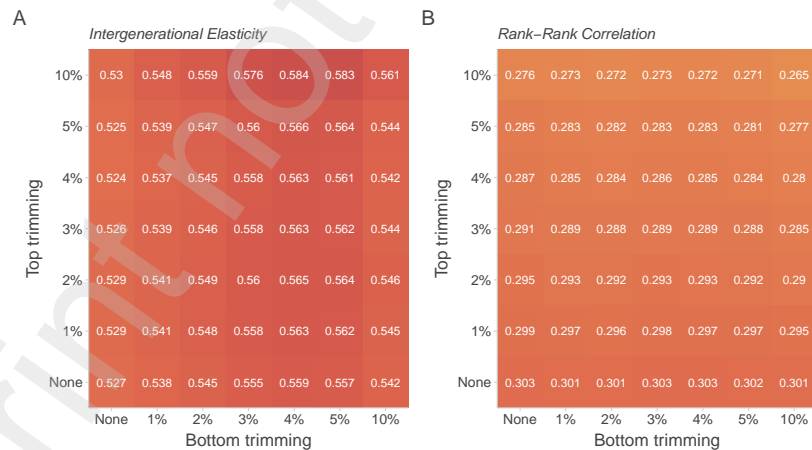 A
Intergenerational Elasticity
Top trimming
10% 0.53 0.548 0.559 0.576 0.584 0.583 0.561
5% 0.525 0.539 0.547 0.56 0.566 0.564 0.544
4% 0.524 0.537 0.545 0.558 0.563 0.561 0.542
3% 0.526 0.539 0.546 0.558 0.563 0.562 0.544
2% 0.529 0.541 0.549 0.56 0.565 0.564 0.546
1% 0.529 0.541 0.548 0.558 0.563 0.562 0.545
None 0.527 0.538 0.545 0.555 0.559 0.557 0.542
None 1% 2% 3% 4% 5% 10%
Bottom trimming
B
Rank−Rank Correlation
Top trimming
10% 0.276 0.273 0.272 0.273 0.272 0.271 0.265
5% 0.285 0.283 0.282 0.283 0.283 0.281 0.277
4% 0.287 0.285 0.284 0.286 0.285 0.284 0.28
3% 0.291 0.289 0.288 0.289 0.289 0.288 0.285
2% 0.295 0.293 0.292 0.293 0.293 0.292 0.29
1% 0.299 0.297 0.296 0.298 0.297 0.297 0.295
None 0.303 0.301 0.301 0.303 0.303 0.302 0.301
None 1% 2% 3% 4% 5% 10%
Bottom trimming